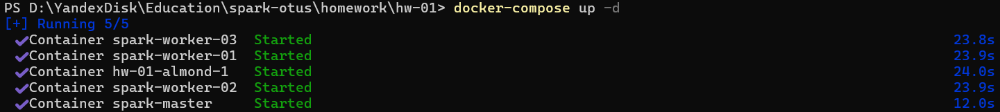 PS D:\YandexDisk\Education\spark-otus\homework\hw-01> docker-compose up -d
[+] Running 5/5
✔Container spark-worker-03  Started  23.8s
✔Container spark-worker-01  Started  23.9s
✔Container hw-01-almond-1  Started  24.0s
✔Container spark-worker-02  Started  23.9s
✔Container spark-master  Started  12.0s